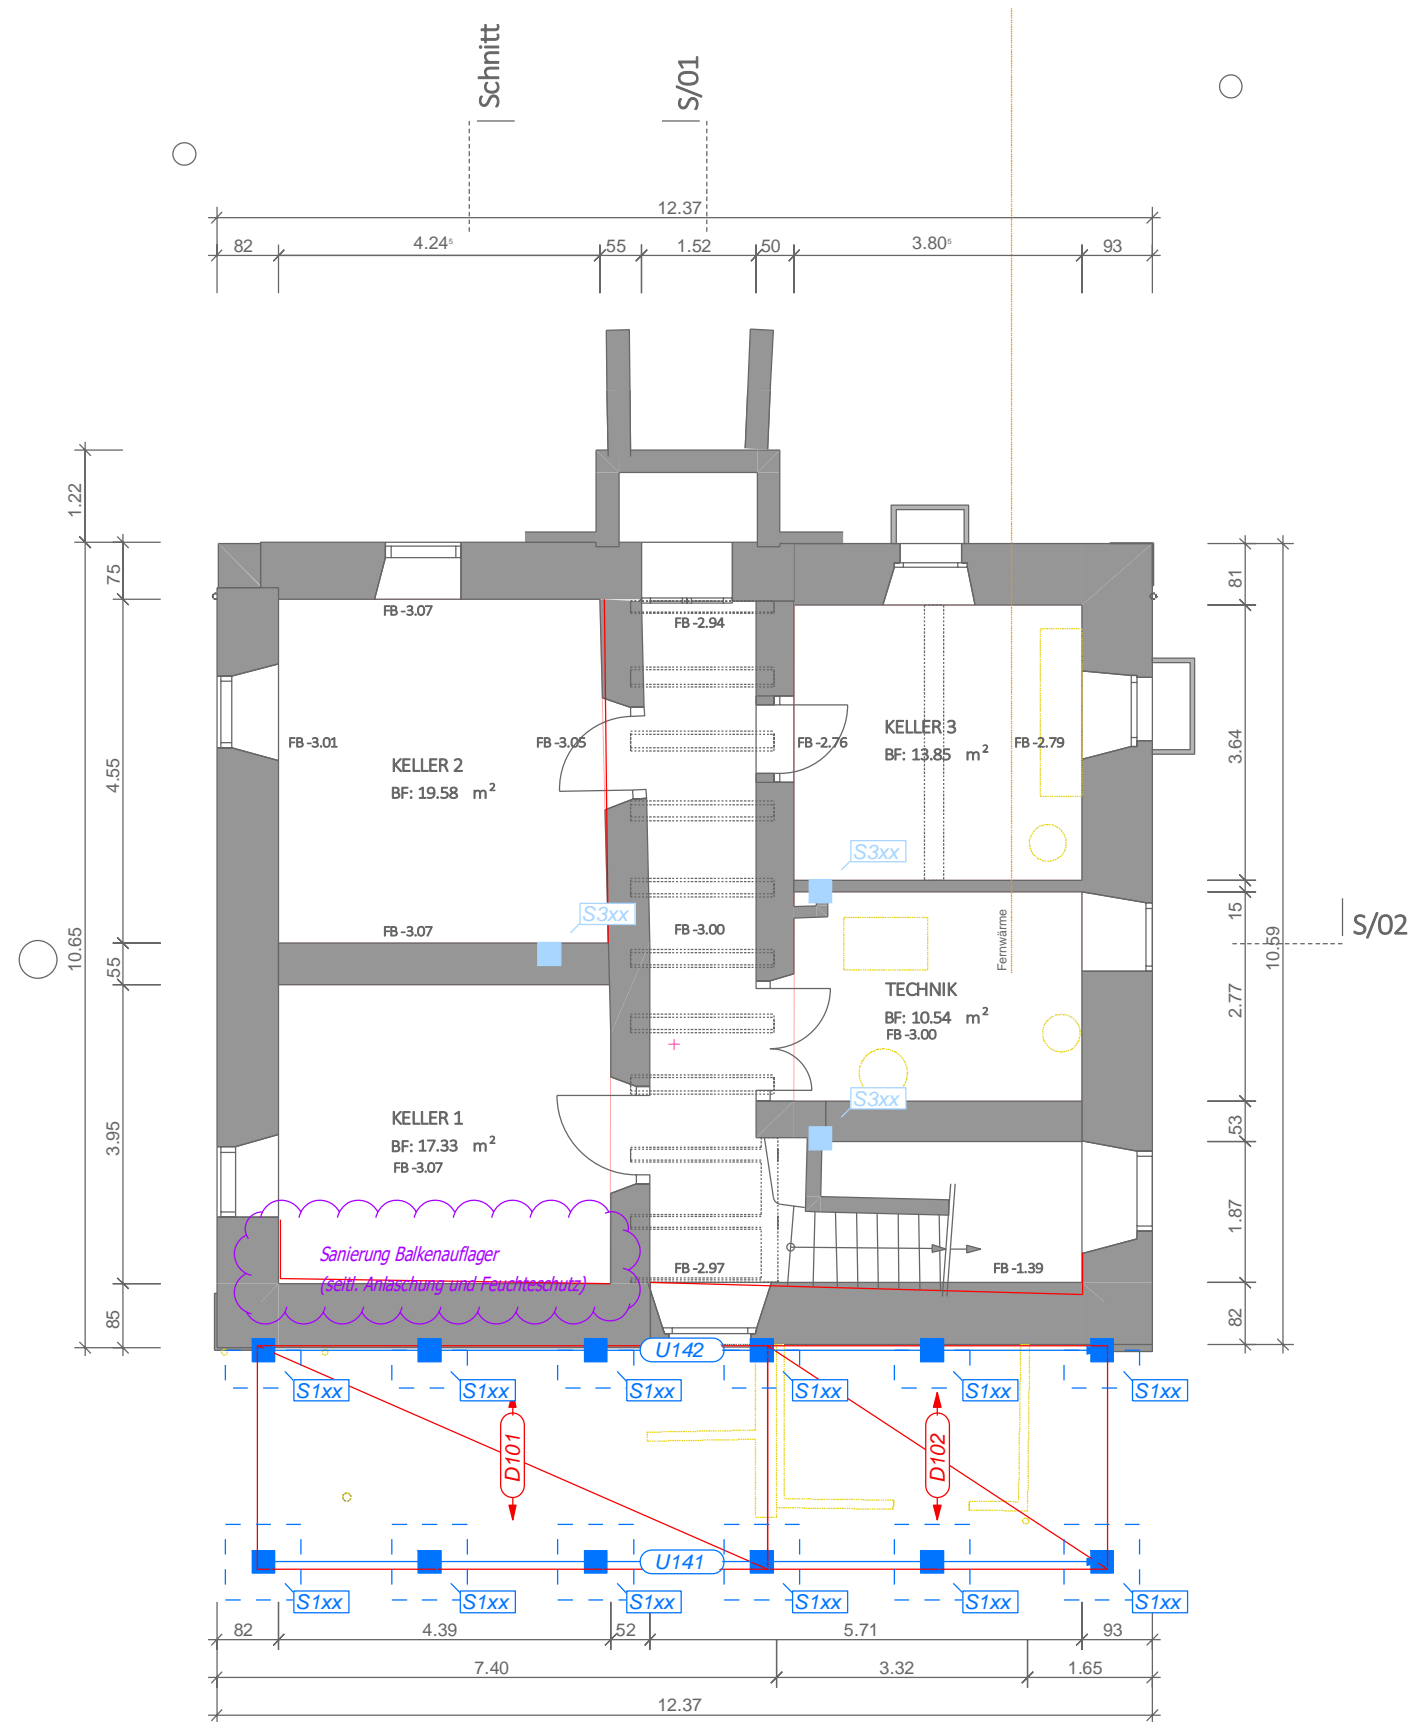 Schnitt
S/01
12.37
82
4.24⁵
55
1.52
50
3.80⁵
93
1.22
10.65
75
4.55
55
3.95
85
81
3.64
15
2.77
53
1.87
82
10.59
S/02
FB -3.07
FB -2.94
FB -3.01
FB -3.05
KELLER 2
BF: 19.58 m²
FB -2.76
KELLER 3
BF: 13.85 m²
FB -2.79
S3xx
S3xx
FB -3.07
FB -3.00
Fernwärme
TECHNIK
BF: 10.54 m²
FB -3.00
S3xx
KELLER 1
BF: 17.33 m²
FB -3.07
Sanierung Balkenauflager
(seitl. Anlaschung und Feuchteschutz)
FB -2.97
FB -1.39
U142
S1xx
S1xx
S1xx
S1xx
S1xx
S1xx
D101
D102
U141
S1xx
S1xx
S1xx
S1xx
S1xx
S1xx
82
4.39
52
5.71
93
7.40
3.32
1.65
12.37